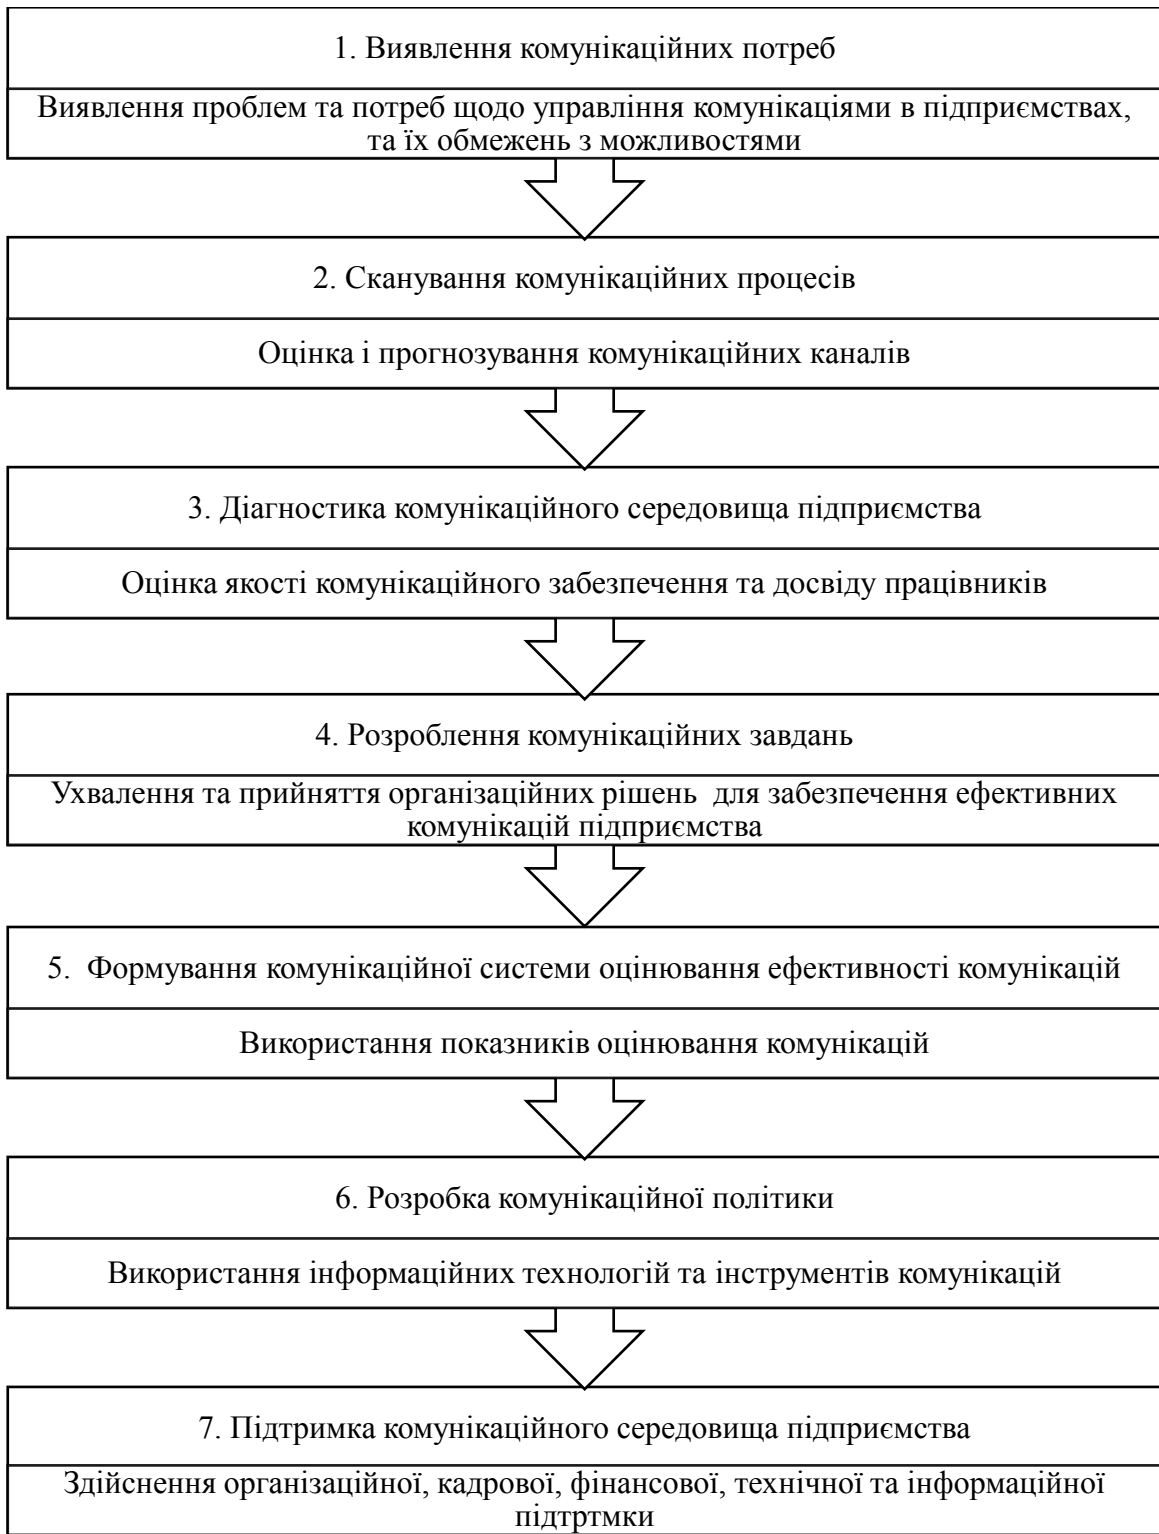 1. Виявлення комунікаційних потреб
Виявлення проблем та потреб щодо управління комунікаціями в підприємствах,
та їх обмежень з можливостями
2. Сканування комунікаційних процесів
Оцінка і прогнозування комунікаційних каналів
3. Діагностика комунікаційного середовища підприємства
Оцінка якості комунікаційного забезпечення та досвіду працівників
4. Розроблення комунікаційних завдань
Ухвалення та прийняття організаційних рішень  для забезпечення ефективних
комунікацій підприємства
5.  Формування комунікаційної системи оцінювання ефективності комунікацій
Використання показників оцінювання комунікацій
6. Розробка комунікаційної політики
Використання інформаційних технологій та інструментів комунікацій
7. Підтримка комунікаційного середовища підприємства
Здійснення організаційної, кадрової, фінансової, технічної та інформаційної
підтртмки